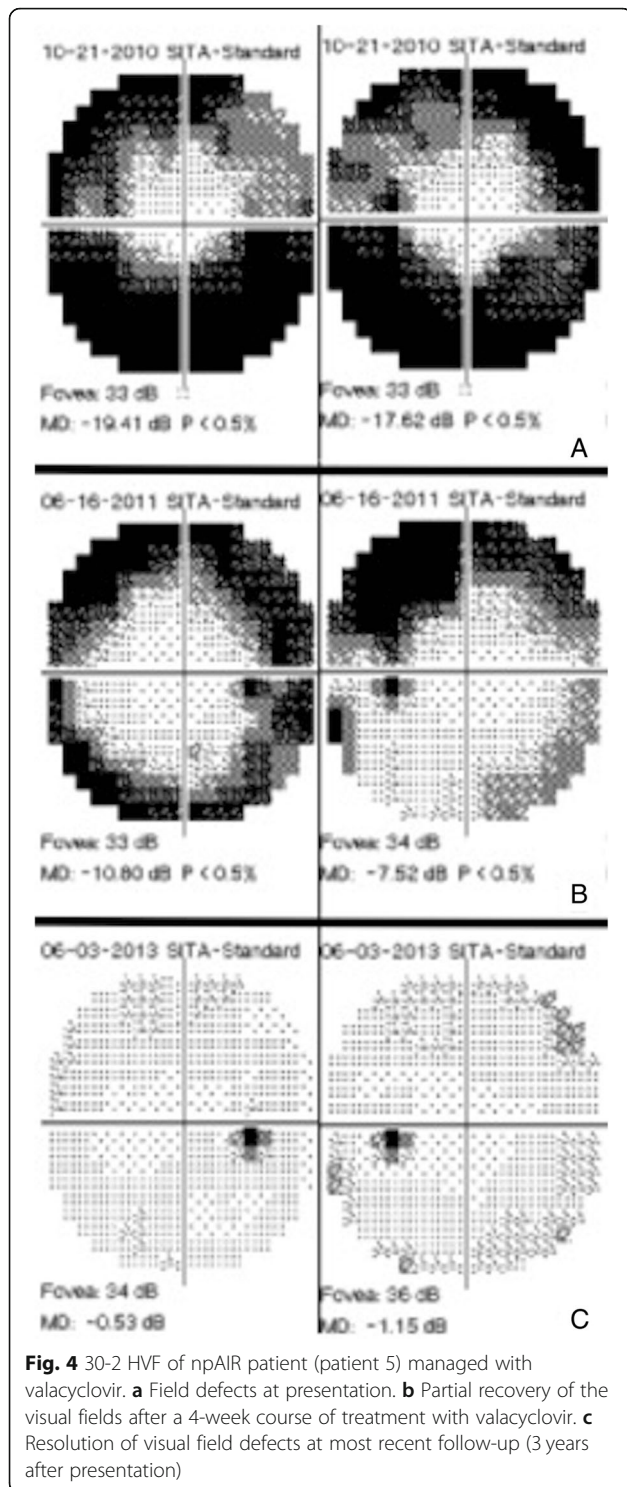 10-21-2010 SITA-Standard
10-21-2010 SITA-Standard
Fovea: 33 dB
MD: -19.41 dB P < 0.5%
Fovea: 33 dB
MD: -17.62 dB P < 0.5%
A
06-16-2011 SITA-Standard
06-16-2011 SITA-Standard
Fovea: 33 dB
MD: -10.80 dB P < 0.5%
Fovea: 34 dB
MD: -7.52 dB P < 0.5%
B
06-03-2013 SITA-Standard
06-03-2013 SITA-Standard
Fovea: 34 dB
MD: -0.53 dB
Fovea: 36 dB
MD: -1.15 dB
C
Fig. 4 30-2 HVF of npAIR patient (patient 5) managed with
valacyclovir. a Field defects at presentation. b Partial recovery of the
visual fields after a 4-week course of treatment with valacyclovir. c
Resolution of visual field defects at most recent follow-up (3 years
after presentation)